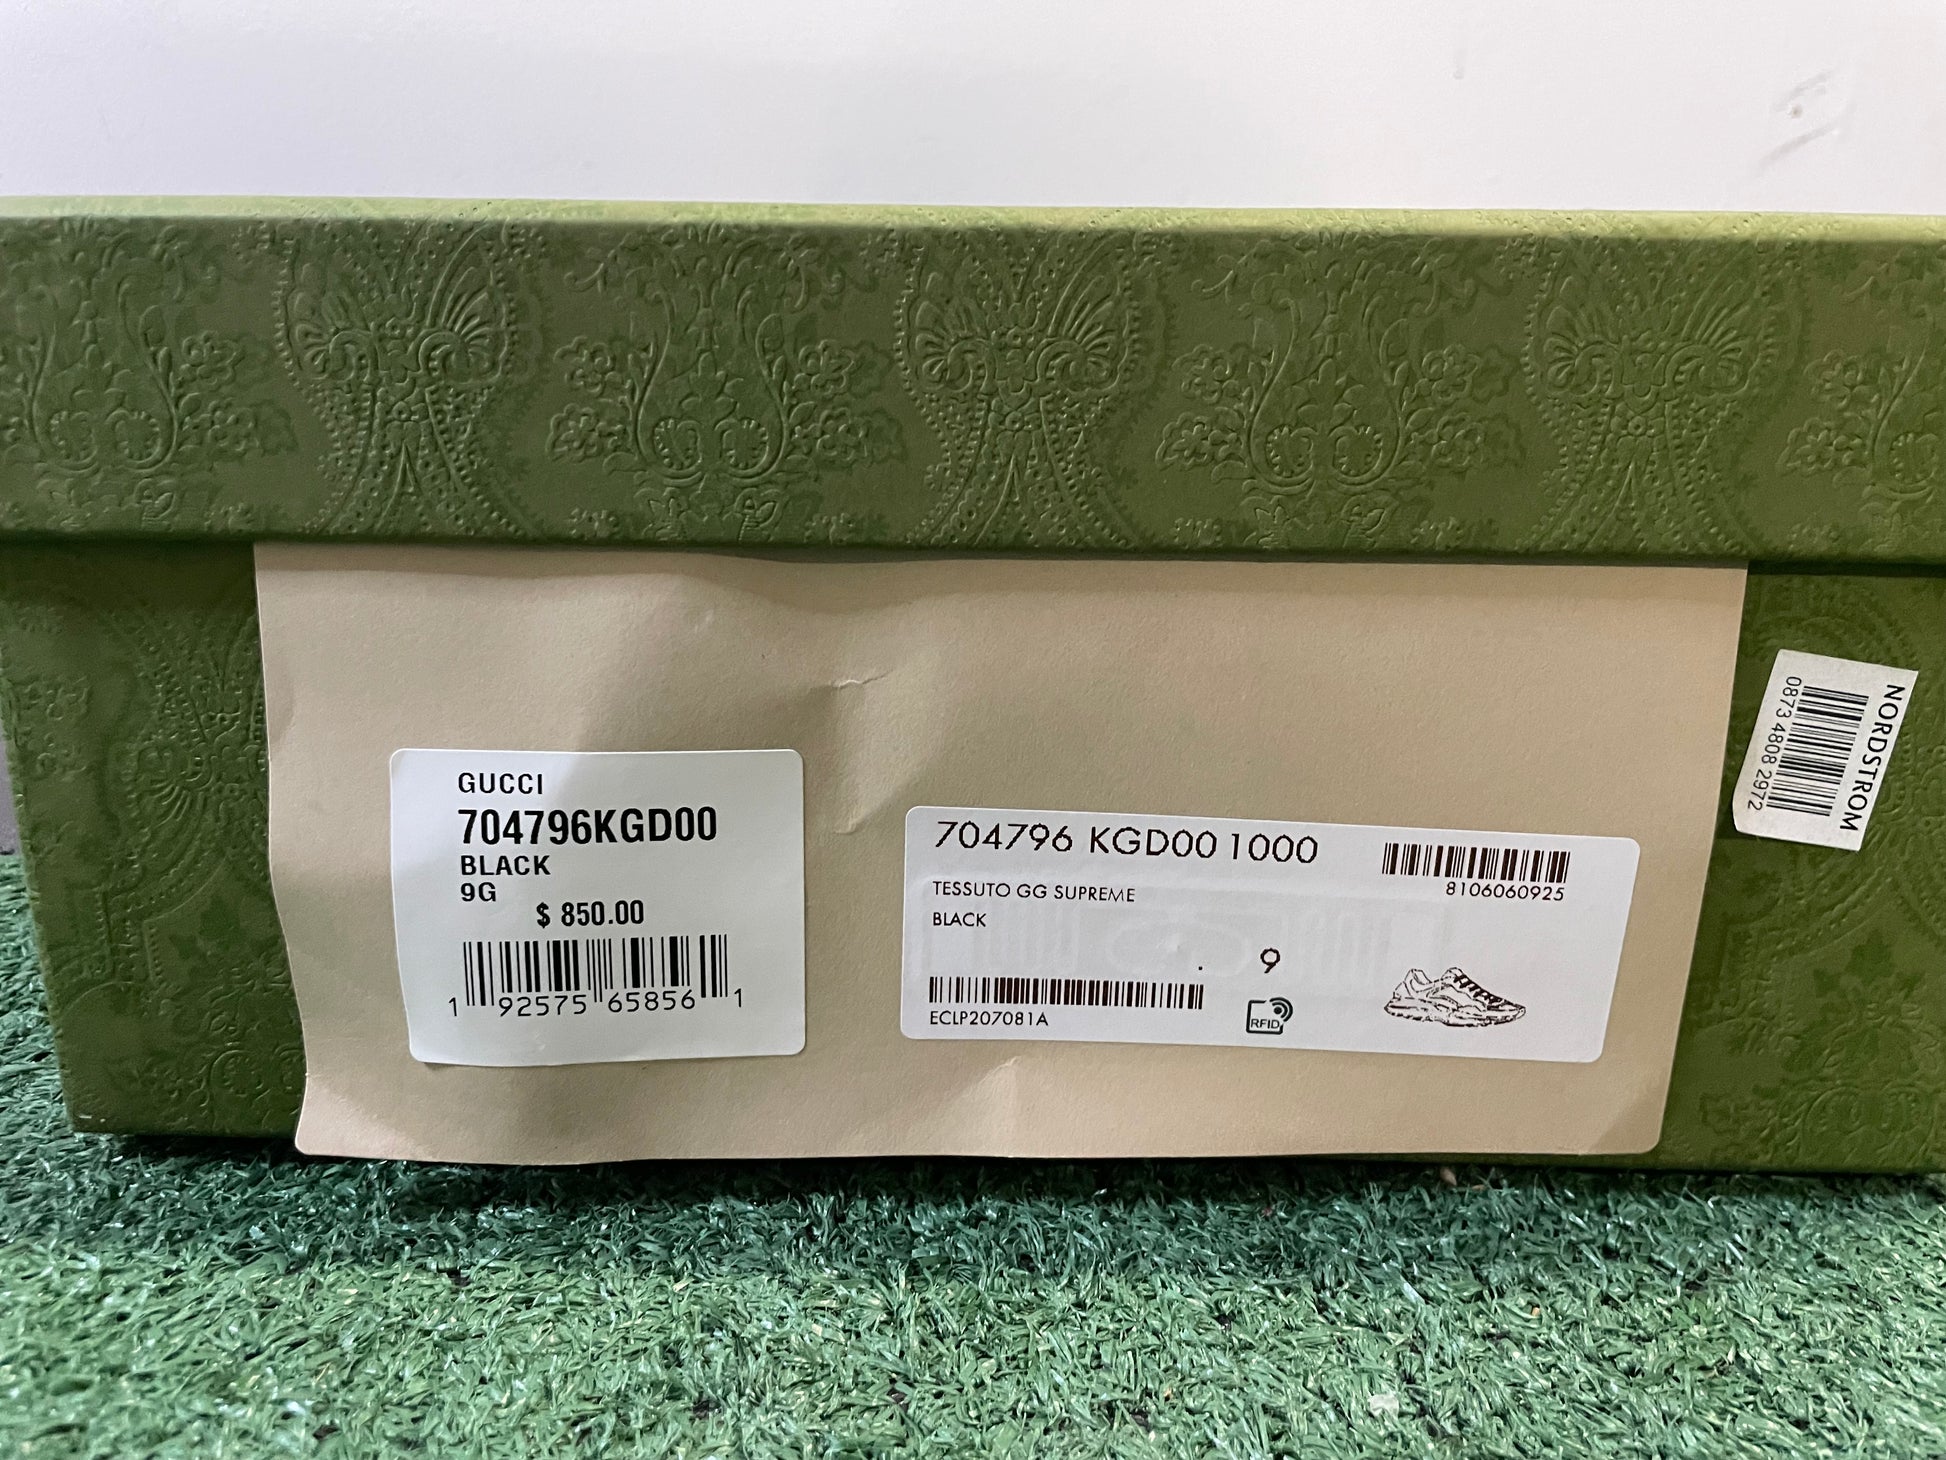 GUCCI
704796KGD00
BLACK
9G
$ 850.00
1 92575 65856 1
704796 KGD00 1000
8106060925
TESSUTO GG SUPREME
BLACK
9
ECLP207081A
RFID
NORDSTROM
0873 4808 2972